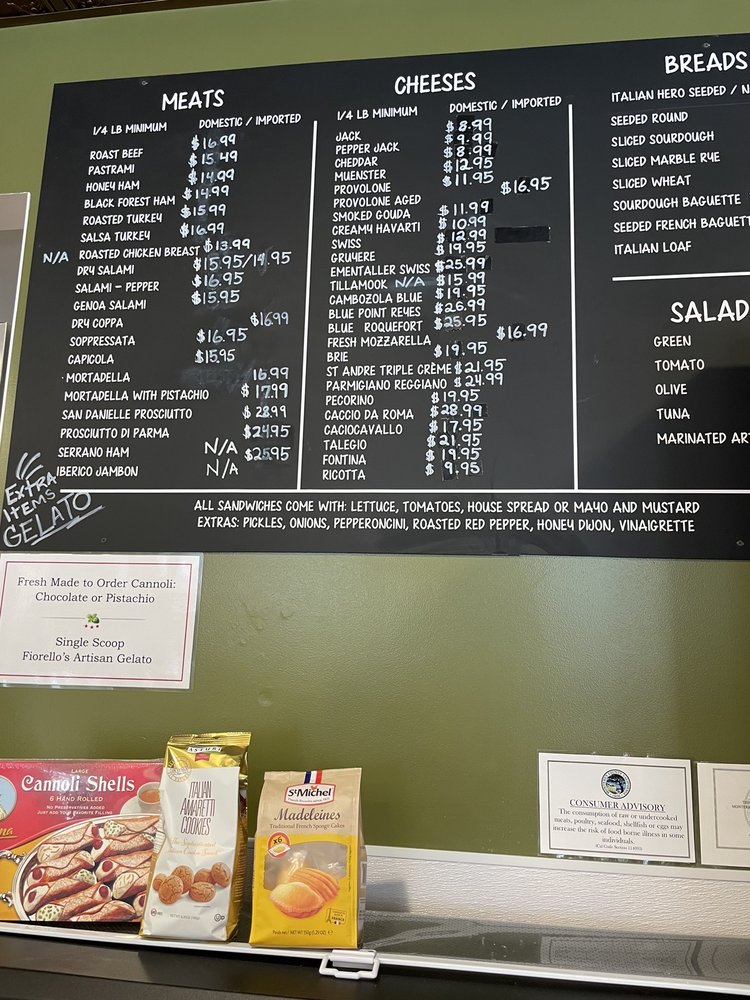 MEATS
1/4 LB MINIMUM DOMESTIC / IMPORTED
ROAST BEEF $16.99
PASTRAMI $15.49
HONEY HAM $14.99
BLACK FOREST HAM $14.99
ROASTED TURKEY $15.99
SALSA TURKEY $16.99
N/A ROASTED CHICKEN BREAST $13.99
DRY SALAMI $15.95/14.95
SALAMI - PEPPER $16.95
GENOA SALAMI $15.95
DRY COPPA $16.99
SOPPRESSATA $16.95
CAPICOLA $15.95
MORTADELLA 16.99
MORTADELLA WITH PISTACHIO $17.99
SAN DANIELLE PROSCIUTTO $28.99
PROSCIUTTO DI PARMA $24.95
SERRANO HAM N/A $25.95
IBERICO JAMBON N/A
EXTRA
ITEMS
GELATO
CHEESES
1/4 LB MINIMUM DOMESTIC / IMPORTED
JACK $8.99
PEPPER JACK $9.99
CHEDDAR $8.99
MUENSTER $12.95
PROVOLONE $11.95
PROVOLONE AGED $16.95
SMOKED GOUDA $11.99
CREAMY HAVARTI $10.99
SWISS $12.99
GRUYERE $19.95
EMENTALLER SWISS $25.99
TILLAMOOK N/A $15.99
CAMBOZOLA BLUE $19.95
BLUE POINT REYES $26.99
BLUE ROQUEFORT $25.95
FRESH MOZZARELLA $16.99
BRIE $19.95
ST ANDRE TRIPLE CRÈME $21.95
PARMIGIANO REGGIANO $24.99
PECORINO $19.95
CACCIO DA ROMA $28.99
CACIOCAVALLO $17.95
TALEGIO $21.95
FONTINA $19.95
RICOTTA $9.95
BREADS
ITALIAN HERO SEEDED / N
SEEDED ROUND
SLICED SOURDOUGH
SLICED MARBLE RYE
SLICED WHEAT
SOURDOUGH BAGUETTE
SEEDED FRENCH BAGUETT
ITALIAN LOAF
SALAD
GREEN
TOMATO
OLIVE
TUNA
MARINATED ART
ALL SANDWICHES COME WITH: LETTUCE, TOMATOES, HOUSE SPREAD OR MAYO AND MUSTARD
EXTRAS: PICKLES, ONIONS, PEPPERONCINI, ROASTED RED PEPPER, HONEY DIJON, VINAIGRETTE
Fresh Made to Order Cannoli:
Chocolate or Pistachio
Single Scoop
Fiorello's Artisan Gelato
LARGE
Cannoli Shells
6 HAND ROLLED
NO PRESERVATIVES ADDED
JUST ADD YOUR FAVORITE FILLING
ITALIAN
AMARETTI
COOKIES
St Michel
Madeleines
Traditional French Sponge Cakes
x6
CONSUMER ADVISORY
The consumption of raw or undercooked
meats, poultry, seafood, shellfish or eggs may
increase the risk of food borne illness in some
individuals.